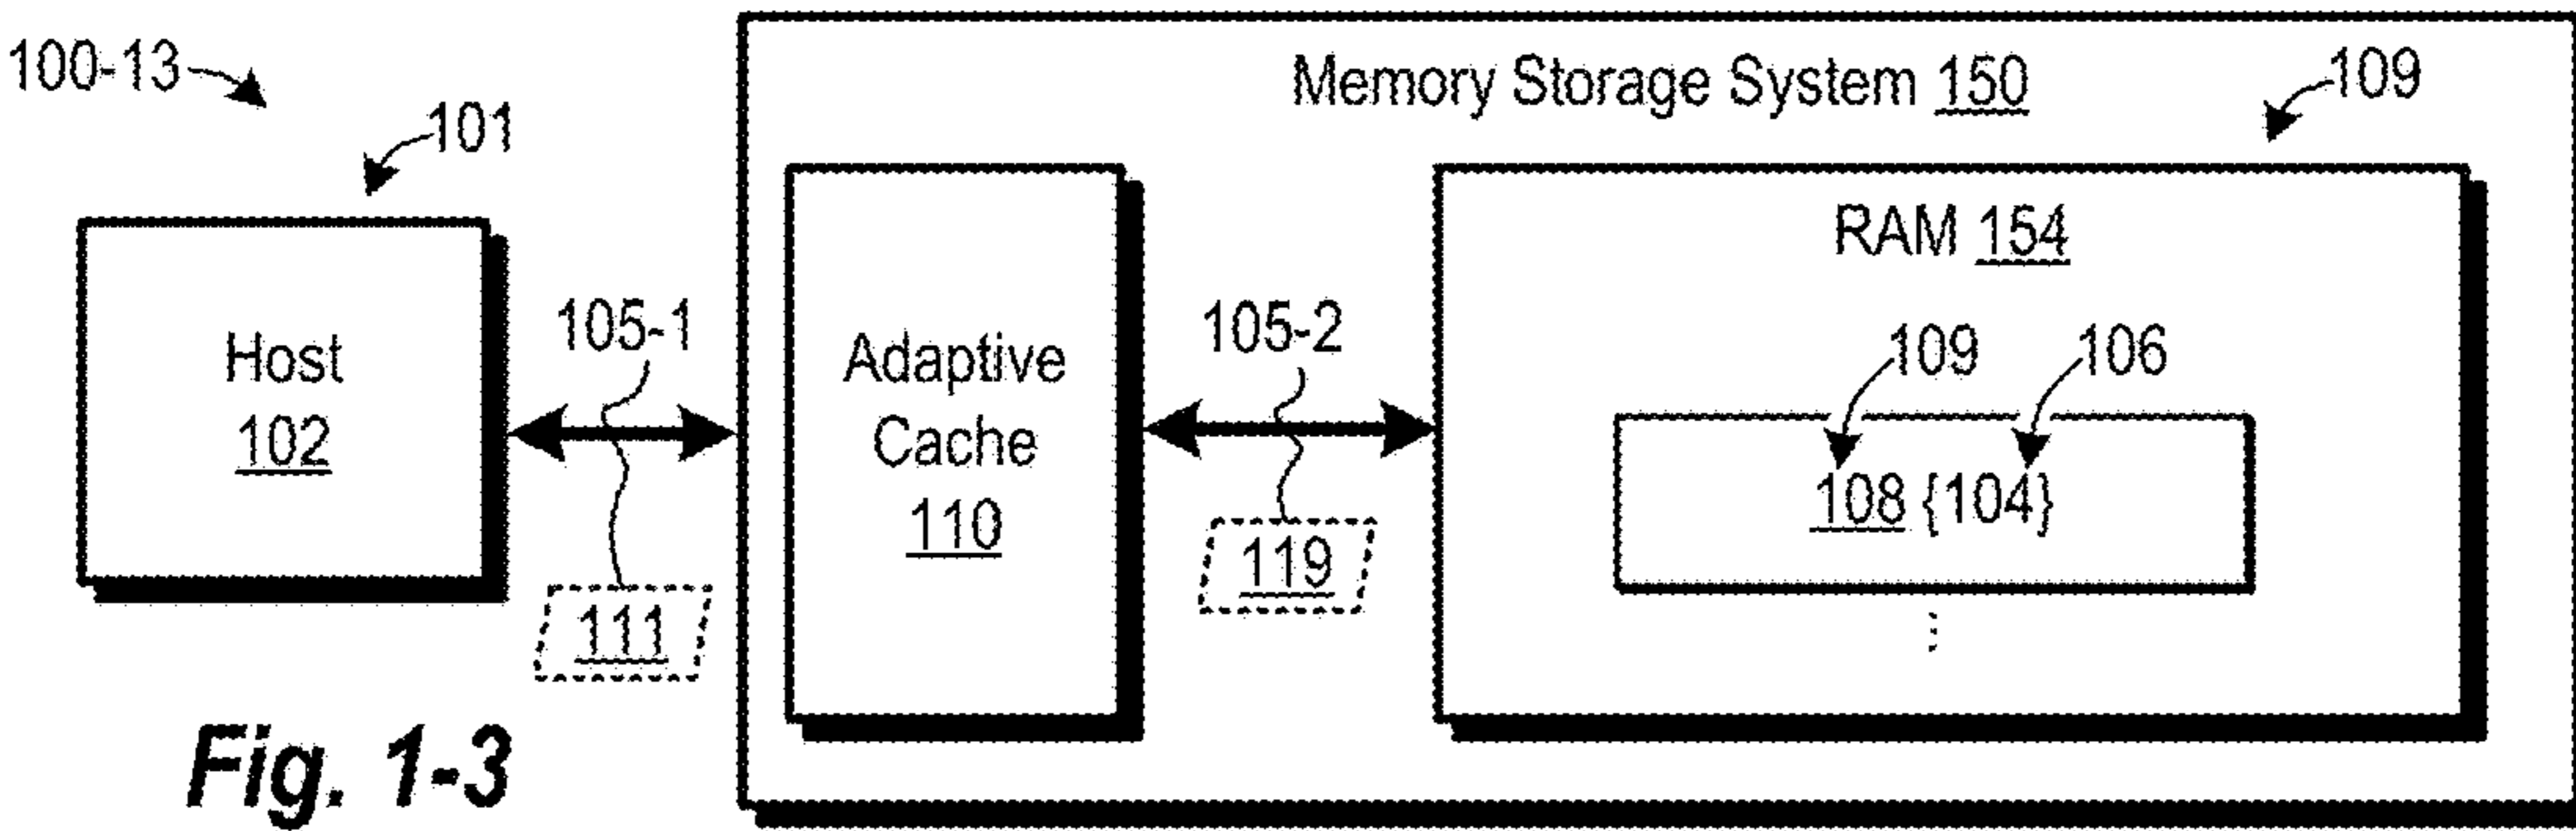 100-13
101
Memory Storage System 150
109
Host
102
105-1
111
Adaptive
Cache
110
105-2
119
RAM 154
109
106
108 {104}
⋮
Fig. 1-3